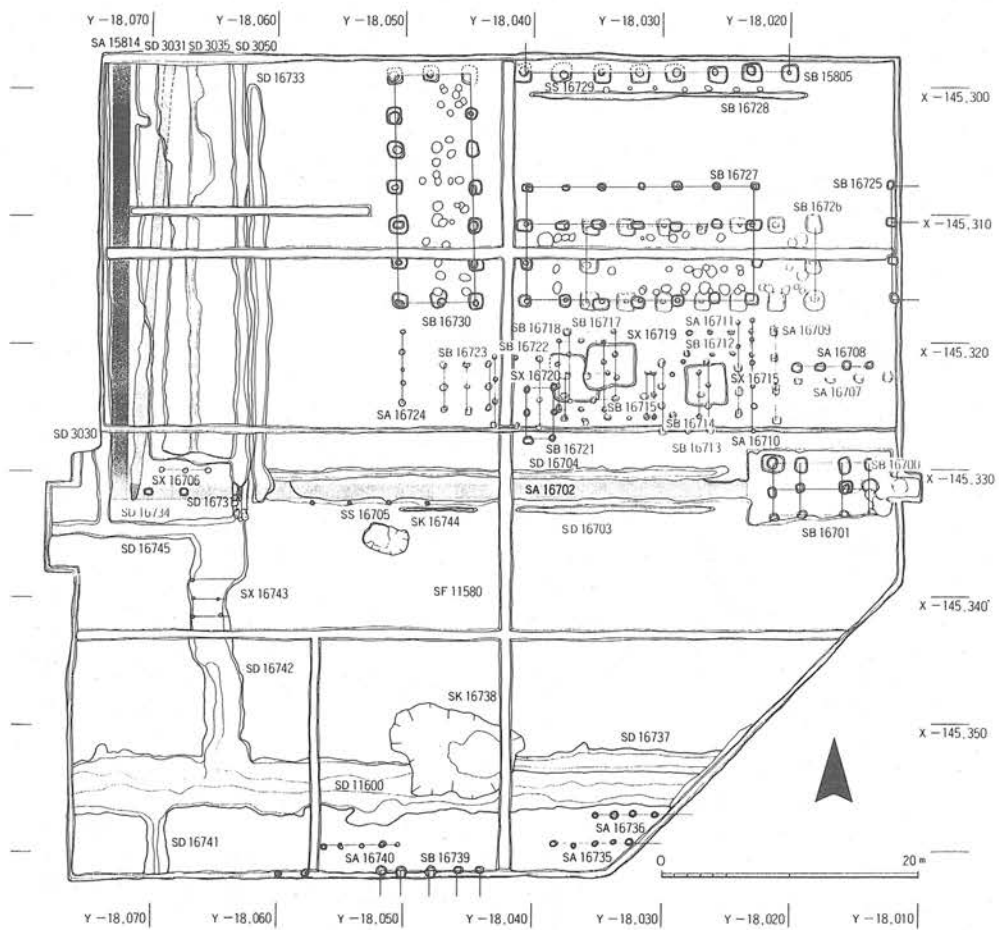 Y −18,070 Y −18,060 Y −18,050 Y −18,040 Y −18,030 Y −18,020
SA 15814 SD 3031 SD 3035 SD 3050
SD 16733
SB 15805
SS 16729
SB 16728
X −145,300
SB 16727
SB 16725
SB 16726
X −145,310
SB 16730
SB 16718
SB 16717
SX 16719
SA 16711
SA 16709
SB 16723
SB 16722
SB 16712
SA 16708
X −145,320
SX 16720
SX 16715
SA 16707
SA 16724
SB 16715
SB 16714
SD 3030
SB 16721
SB 16713
SA 16710
SD 16704
SB 16700
SX 16706
SA 16702
X −145,330
SD 1673
SD 16734
SS 16705
SK 16744
SD 16703
SB 16701
SD 16745
SX 16743
SF 11580
X −145,340
SD 16742
SK 16738
SD 16737
X −145,350
SD 11600
SD 16741
SA 16736
SA 16740
SB 16739
SA 16735
0 20 m
Y −18,070 Y −18,060 Y −18,050 Y −18,040 Y −18,030 Y −18,020 Y −18,010